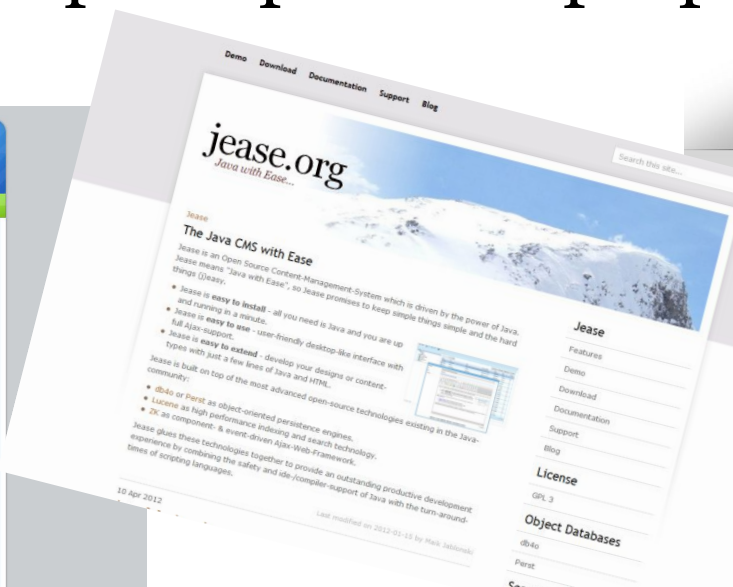 Demo Download Documentation Support Blog
Search this site...
jease.org
Java with Ease...
Jease
The Java CMS with Ease
Jease is an Open Source Content-Management-System which is driven by the power of Java.
Jease means "Java with Ease", so Jease promises to keep simple things simple and the hard
things (j)easy.
Jease is easy to install - all you need is Java and you are up
and running in a minute.
Jease is easy to use - user-friendly desktop-like interface with
full Ajax-support.
Jease is easy to extend - develop your designs or content-
types with just a few lines of Java and HTML.
Jease is built on top of the most advanced open-source technologies existing in the Java-
community:
db4o or Perst as object-oriented persistence engines.
Lucene as high performance indexing and search technology.
ZK as component- & event-driven Ajax-Web-Framework.
Jease glues these technologies together to provide an outstanding productive development
experience by combining the safety and ide-/compiler-support of Java with the turn-around-
times of scripting languages.
Last modified on 2012-01-13 by Maik Jablonski
10 Apr 2012
Jease
Features
Demo
Download
Documentation
Support
Blog
License
GPL 3
Object Databases
db4o
Perst